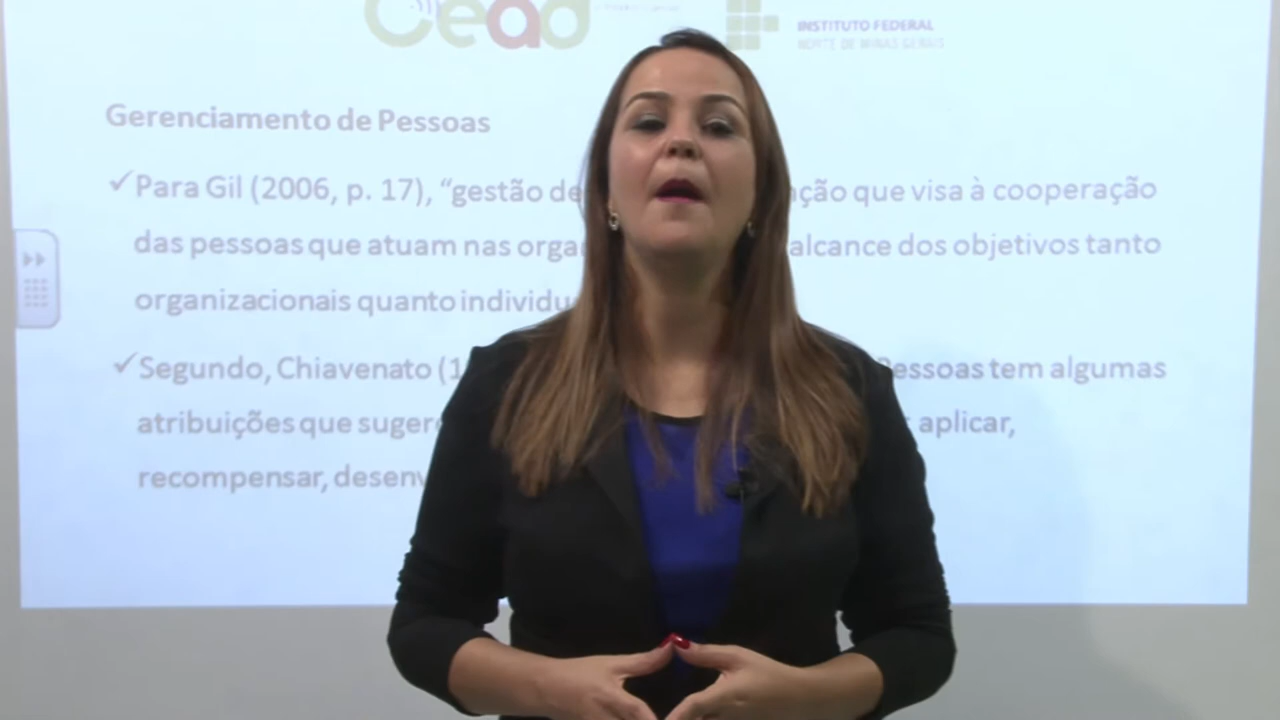 cead
INSTITUTO FEDERAL
NORTE DE MINAS GERAIS
Gerenciamento de Pessoas
✓Para Gil (2006, p. 17), “gestão de nção que visa à cooperação
das pessoas que atuam nas orga alcance dos objetivos tanto
organizacionais quanto individu
✓Segundo, Chiavenato (1 Pessoas tem algumas
atribuições que suger aplicar,
recompensar, desenv